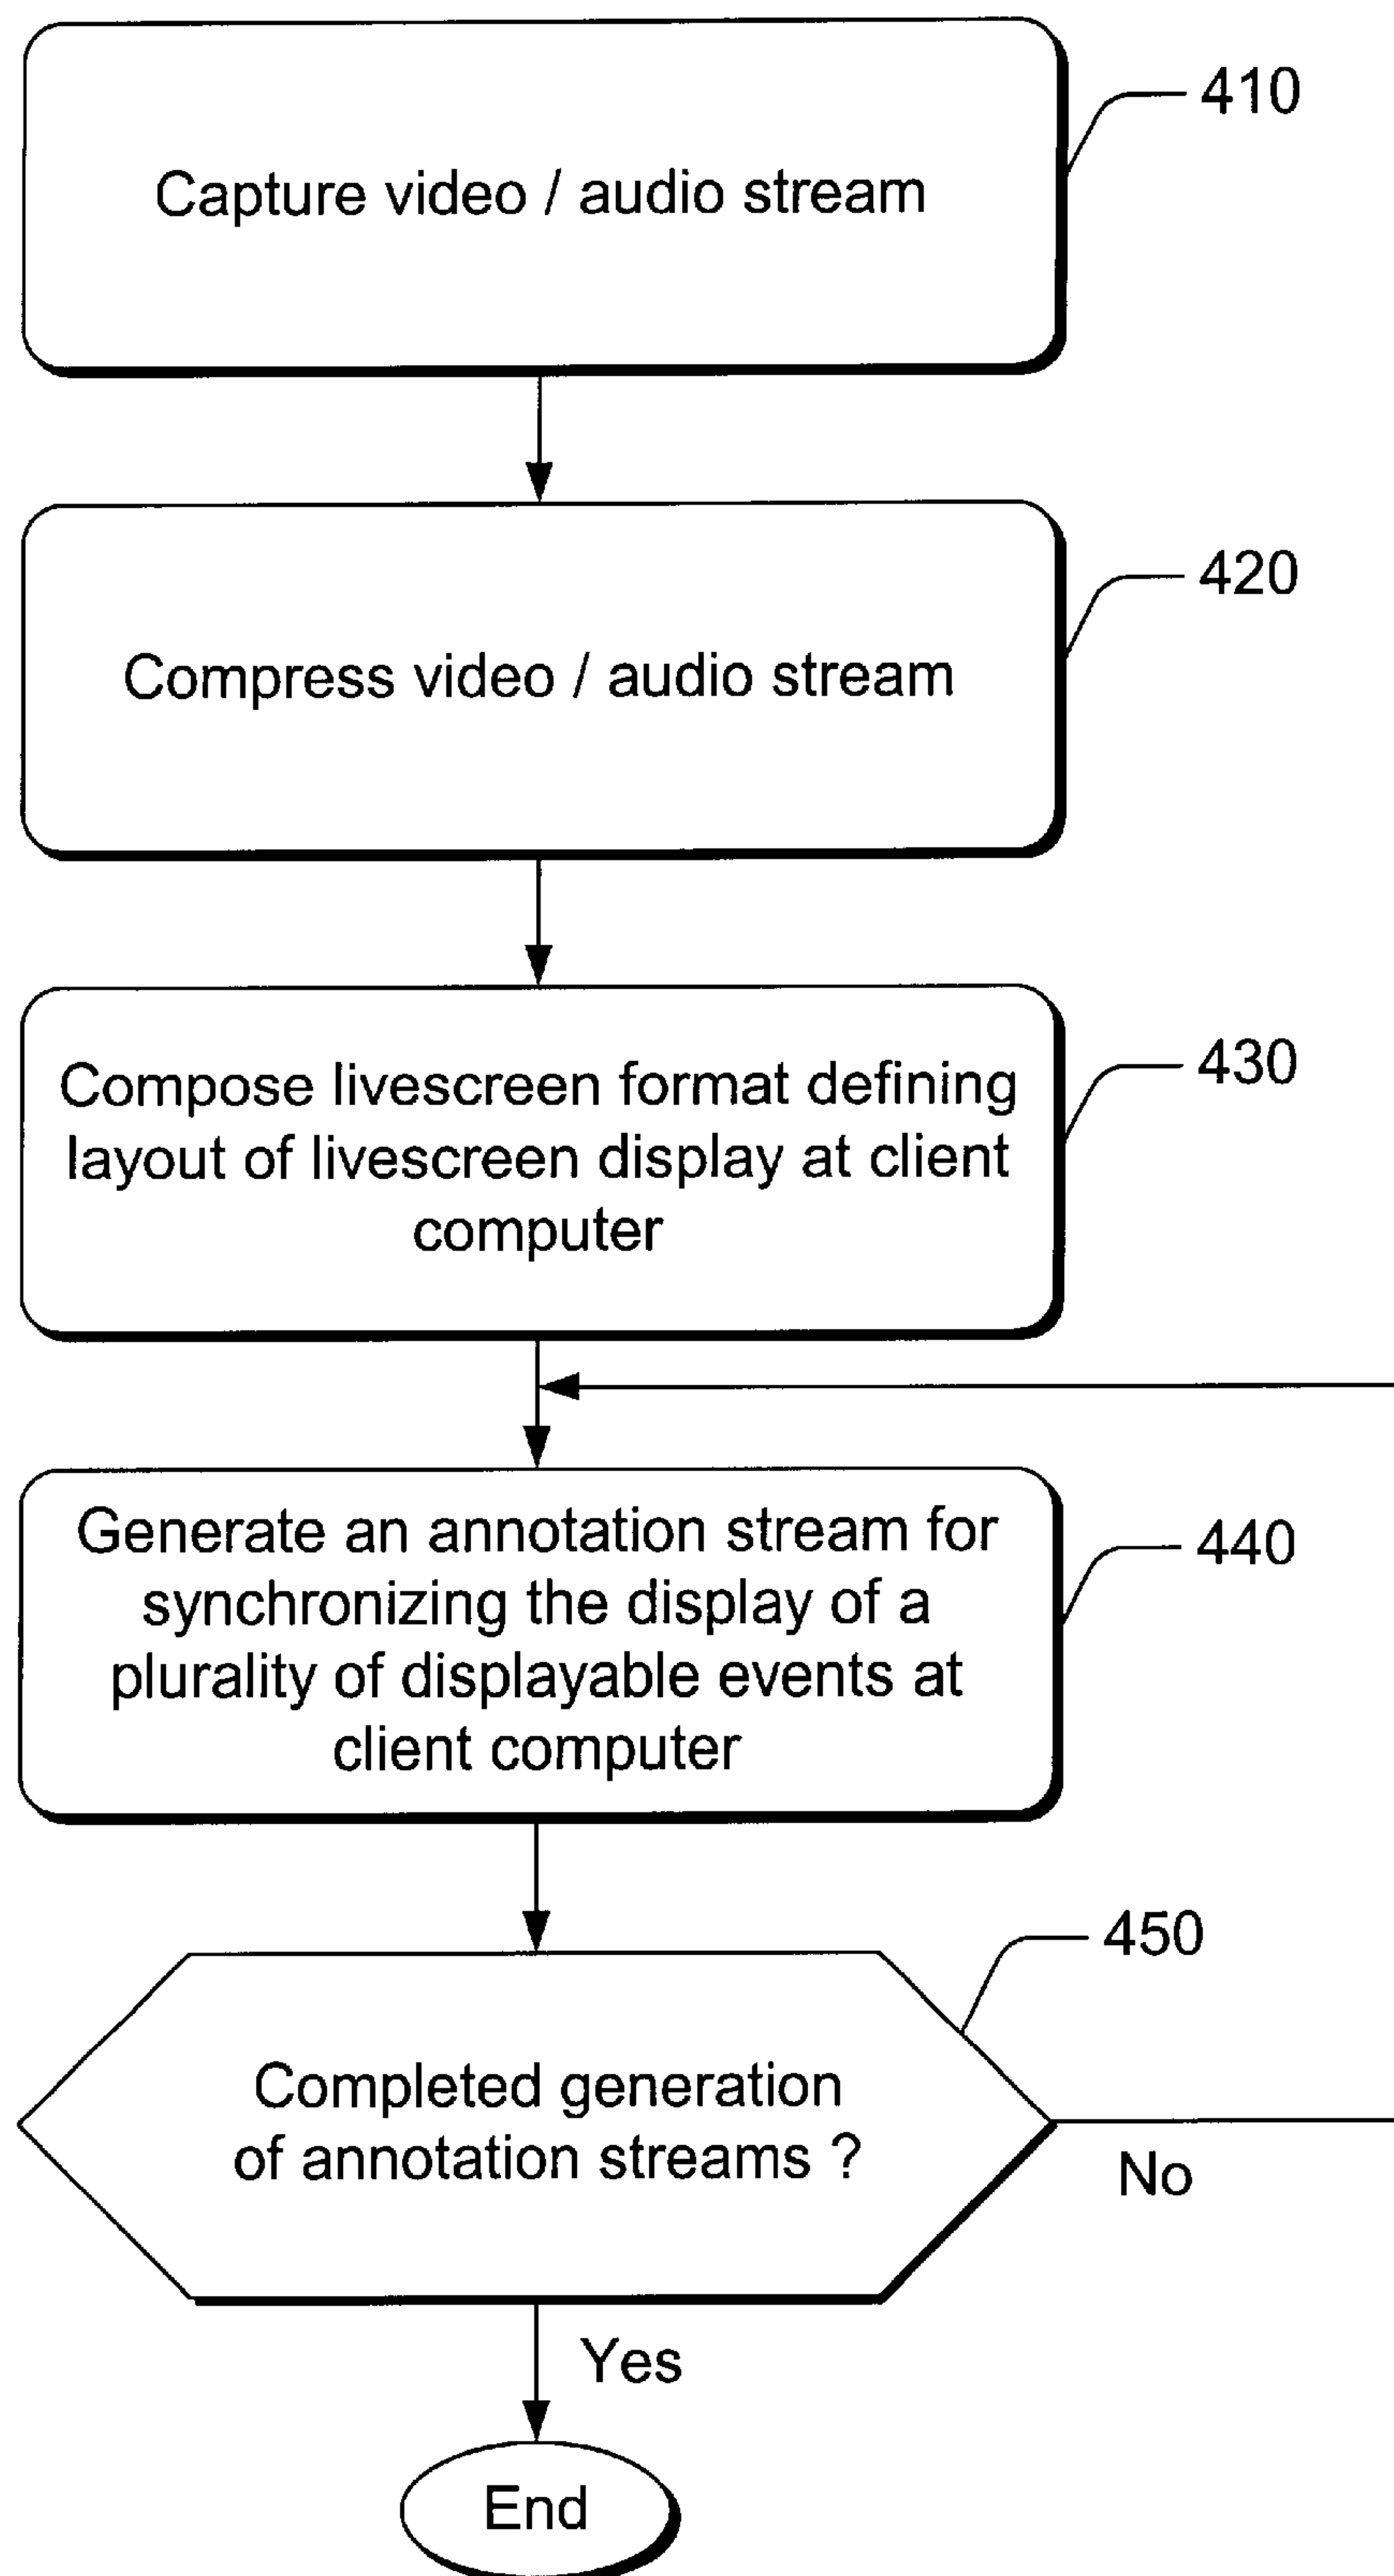 410
Capture video / audio stream
420
Compress video / audio stream
430
Compose livescreen format defining
layout of livescreen display at client
computer
440
Generate an annotation stream for
synchronizing the display of a
plurality of displayable events at
client computer
450
Completed generation
of annotation streams ?
No
Yes
End